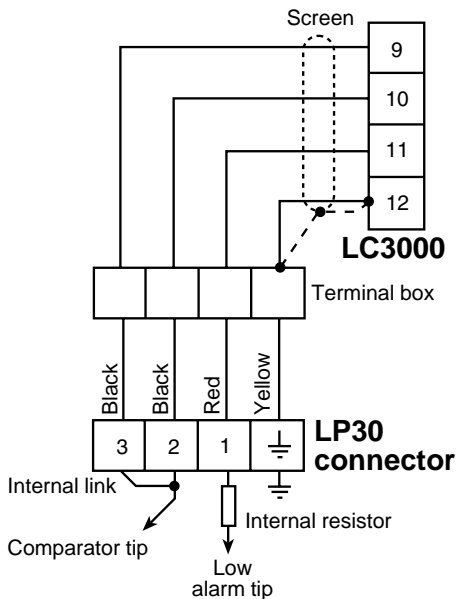 Screen
9
10
11
12
LC3000
Terminal box
Black
Black
Red
Yellow
3
2
1
LP30
connector
Internal link
Internal resistor
Comparator tip
Low
alarm tip